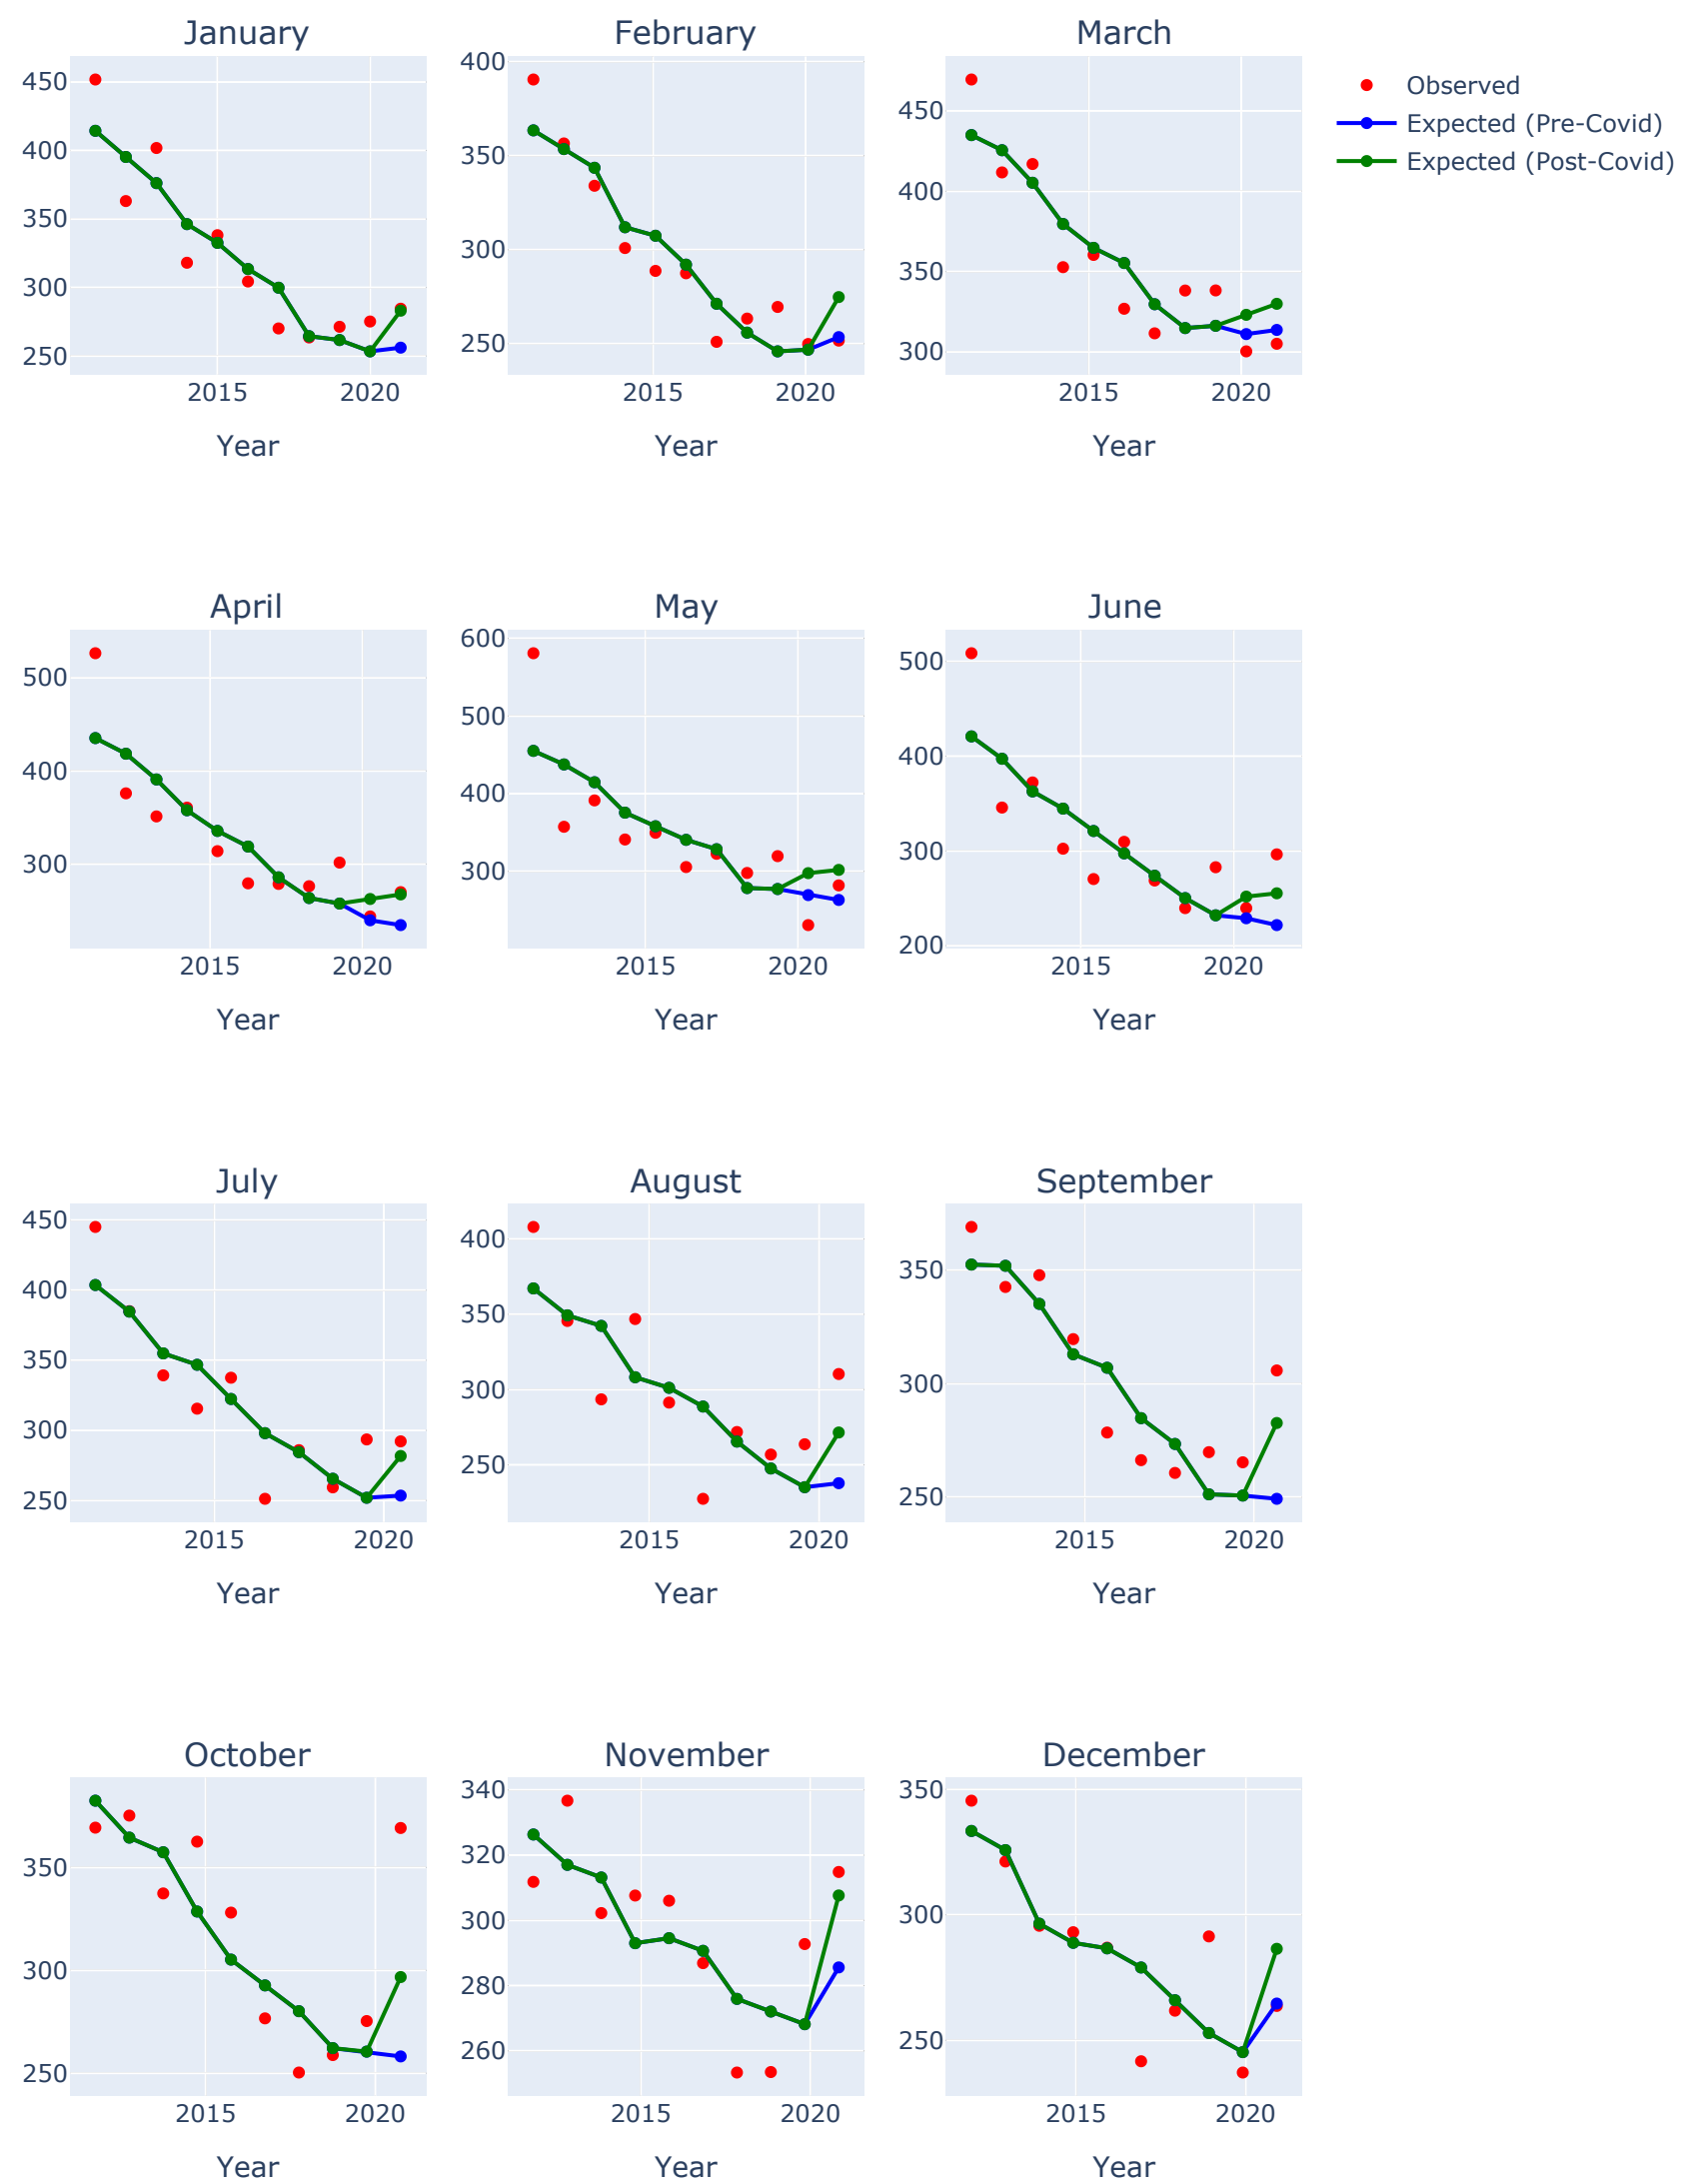 January
February
March
450
400
350
300
250
2015
2020
Year
400
350
300
250
2015
2020
Year
450
400
350
300
2015
2020
Year
Observed
Expected (Pre-Covid)
Expected (Post-Covid)
April
May
June
500
400
300
2015
2020
Year
600
500
400
300
2015
2020
Year
500
400
300
200
2015
2020
Year
July
August
September
450
400
350
300
250
2015
2020
Year
400
350
300
250
2015
2020
Year
350
300
250
2015
2020
Year
October
November
December
350
300
250
2015
2020
Year
340
320
300
280
260
2015
2020
Year
350
300
250
2015
2020
Year